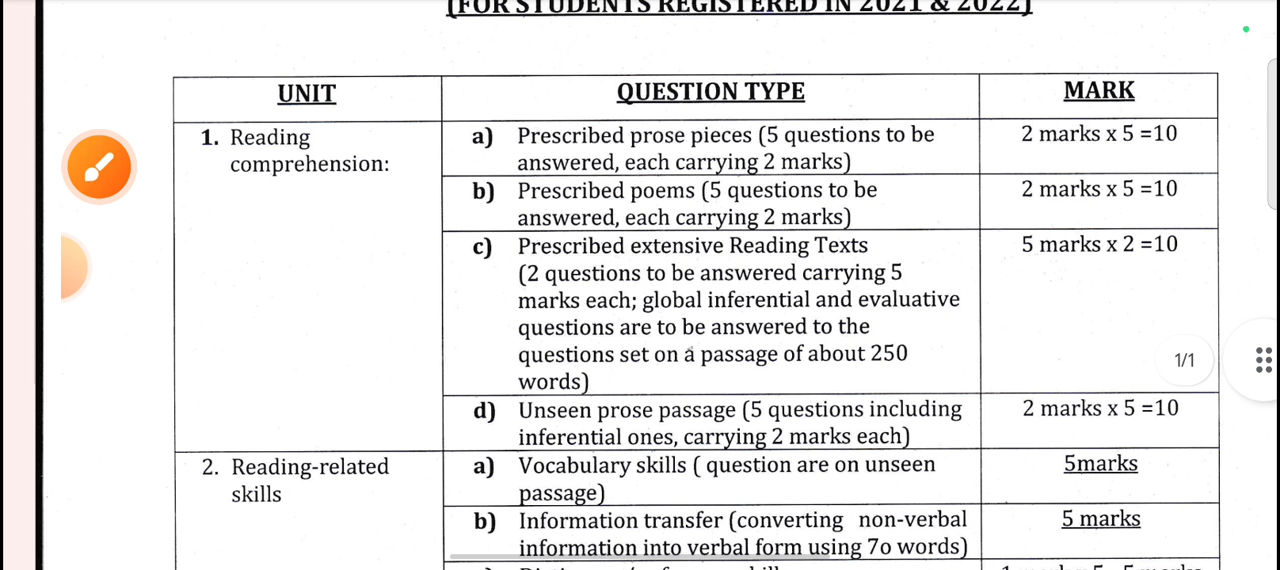 (FOR STUDENTS REGISTERED IN 2021 & 2022)
UNIT QUESTION TYPE MARK
1. Reading comprehension:
a) Prescribed prose pieces (5 questions to be
answered, each carrying 2 marks)
2 marks x 5 =10
b) Prescribed poems (5 questions to be
answered, each carrying 2 marks)
2 marks x 5 =10
c) Prescribed extensive Reading Texts
(2 questions to be answered carrying 5
marks each; global inferential and evaluative
questions are to be answered to the
questions set on a passage of about 250
words)
5 marks x 2 =10
d) Unseen prose passage (5 questions including
inferential ones, carrying 2 marks each)
2 marks x 5 =10
2. Reading-related
skills
a) Vocabulary skills ( question are on unseen
passage)
5marks
b) Information transfer (converting non-verbal
information into verbal form using 7o words)
5 marks
1/1